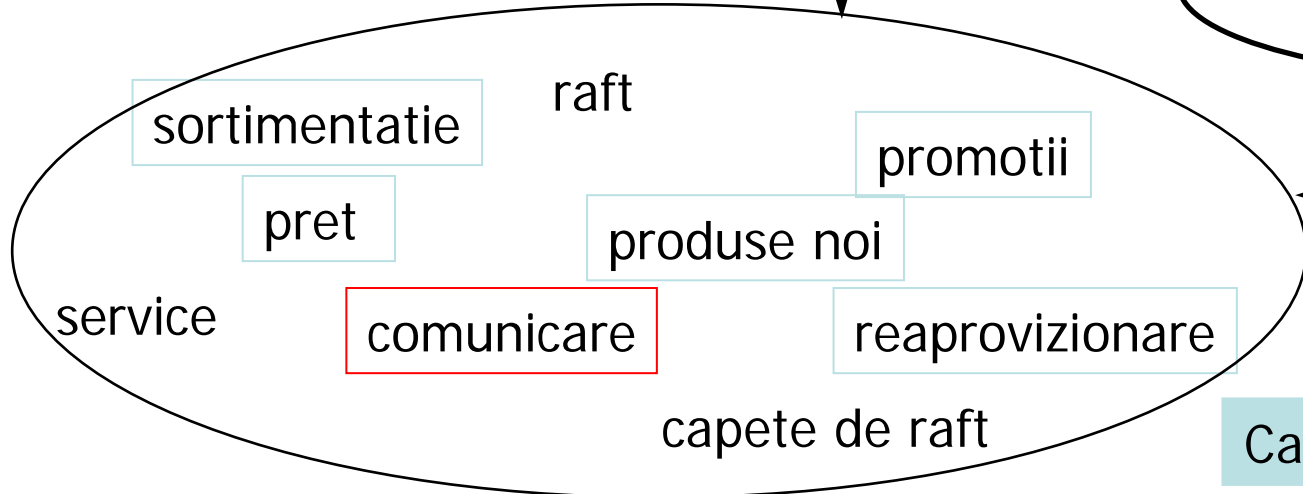 raft
sortimentatie
promotii
pret
produse noi
service
comunicare
reaprovizionare
capete de raft
Ca